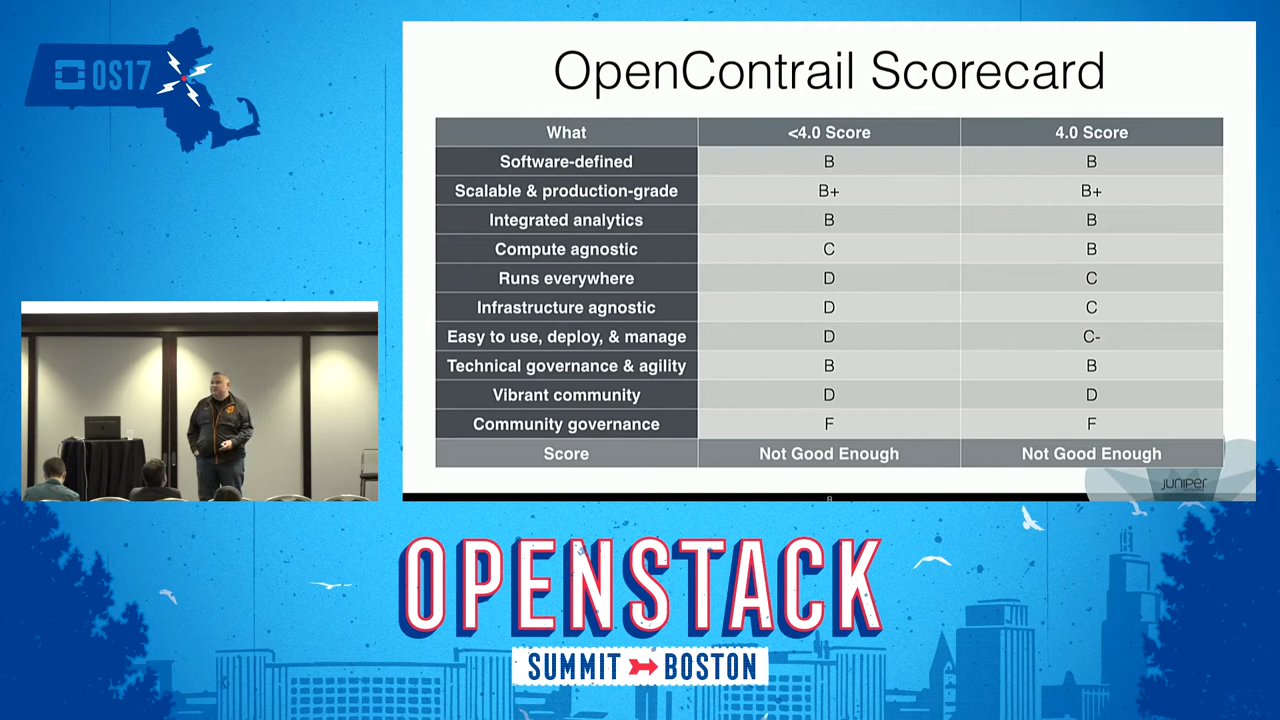 OS17
OpenContrail Scorecard
What <4.0 Score 4.0 Score
Software-defined B B
Scalable & production-grade B+ B+
Integrated analytics B B
Compute agnostic C B
Runs everywhere D C
Infrastructure agnostic D C
Easy to use, deploy, & manage D C-
Technical governance & agility B B
Vibrant community D D
Community governance F F
Score Not Good Enough Not Good Enough
JUNIPER
8
OPENSTACK
SUMMIT BOSTON